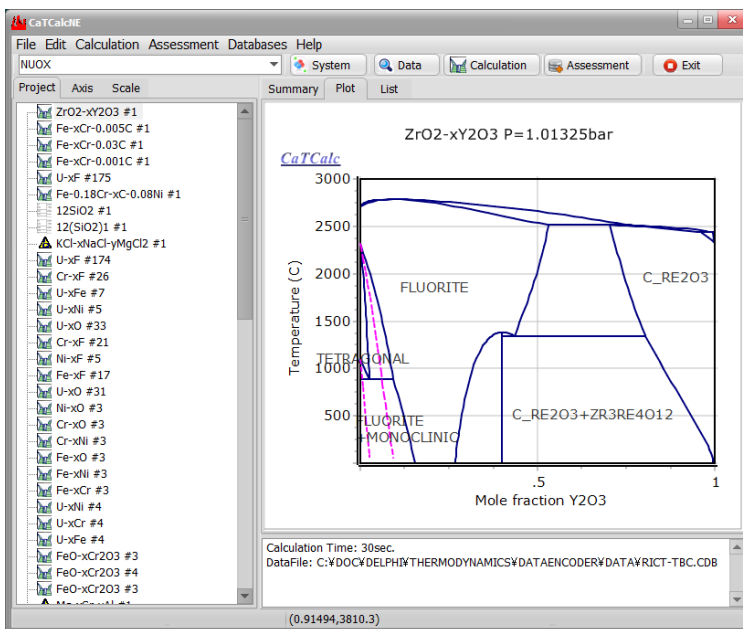 CaTCalcNE
File Edit Calculation Assessment Databases Help
NUOX
System
Data
Calculation
Assessment
Exit
Project Axis Scale
ZrO2-xY2O3 #1
Fe-xCr-0.005C #1
Fe-xCr-0.03C #1
Fe-xCr-0.001C #1
U-xF #175
Fe-0.18Cr-xC-0.08Ni #1
12SiO2 #1
12(SiO2)1 #1
KCl-xNaCl-yMgCl2 #1
U-xF #174
Cr-xF #26
U-xFe #7
U-xNi #5
U-xO #33
Cr-xF #21
Ni-xF #5
Fe-xF #17
U-xO #31
Ni-xO #3
Cr-xO #3
Cr-xNi #3
Fe-xO #3
Fe-xNi #3
Fe-xCr #3
U-xNi #4
U-xCr #4
U-xFe #4
FeO-xCr2O3 #3
FeO-xCr2O3 #4
FeO-xCr2O3 #3
Summary Plot List
ZrO2-xY2O3 P=1.01325bar
CaTCalc
3000
2500
2000
1500
1000
500
Temperature (C)
FLUORITE
C_RE2O3
TETRAGONAL
FLUORITE
+MONOCLINIC
C_RE2O3+ZR3RE4O12
.5
1
Mole fraction Y2O3
Calculation Time: 30sec.
DataFile: C:¥DOC¥DELPHI¥THERMODYNAMICS¥DATAENCODER¥DATA¥RICT-TBC.CDB
(0.91494,3810.3)